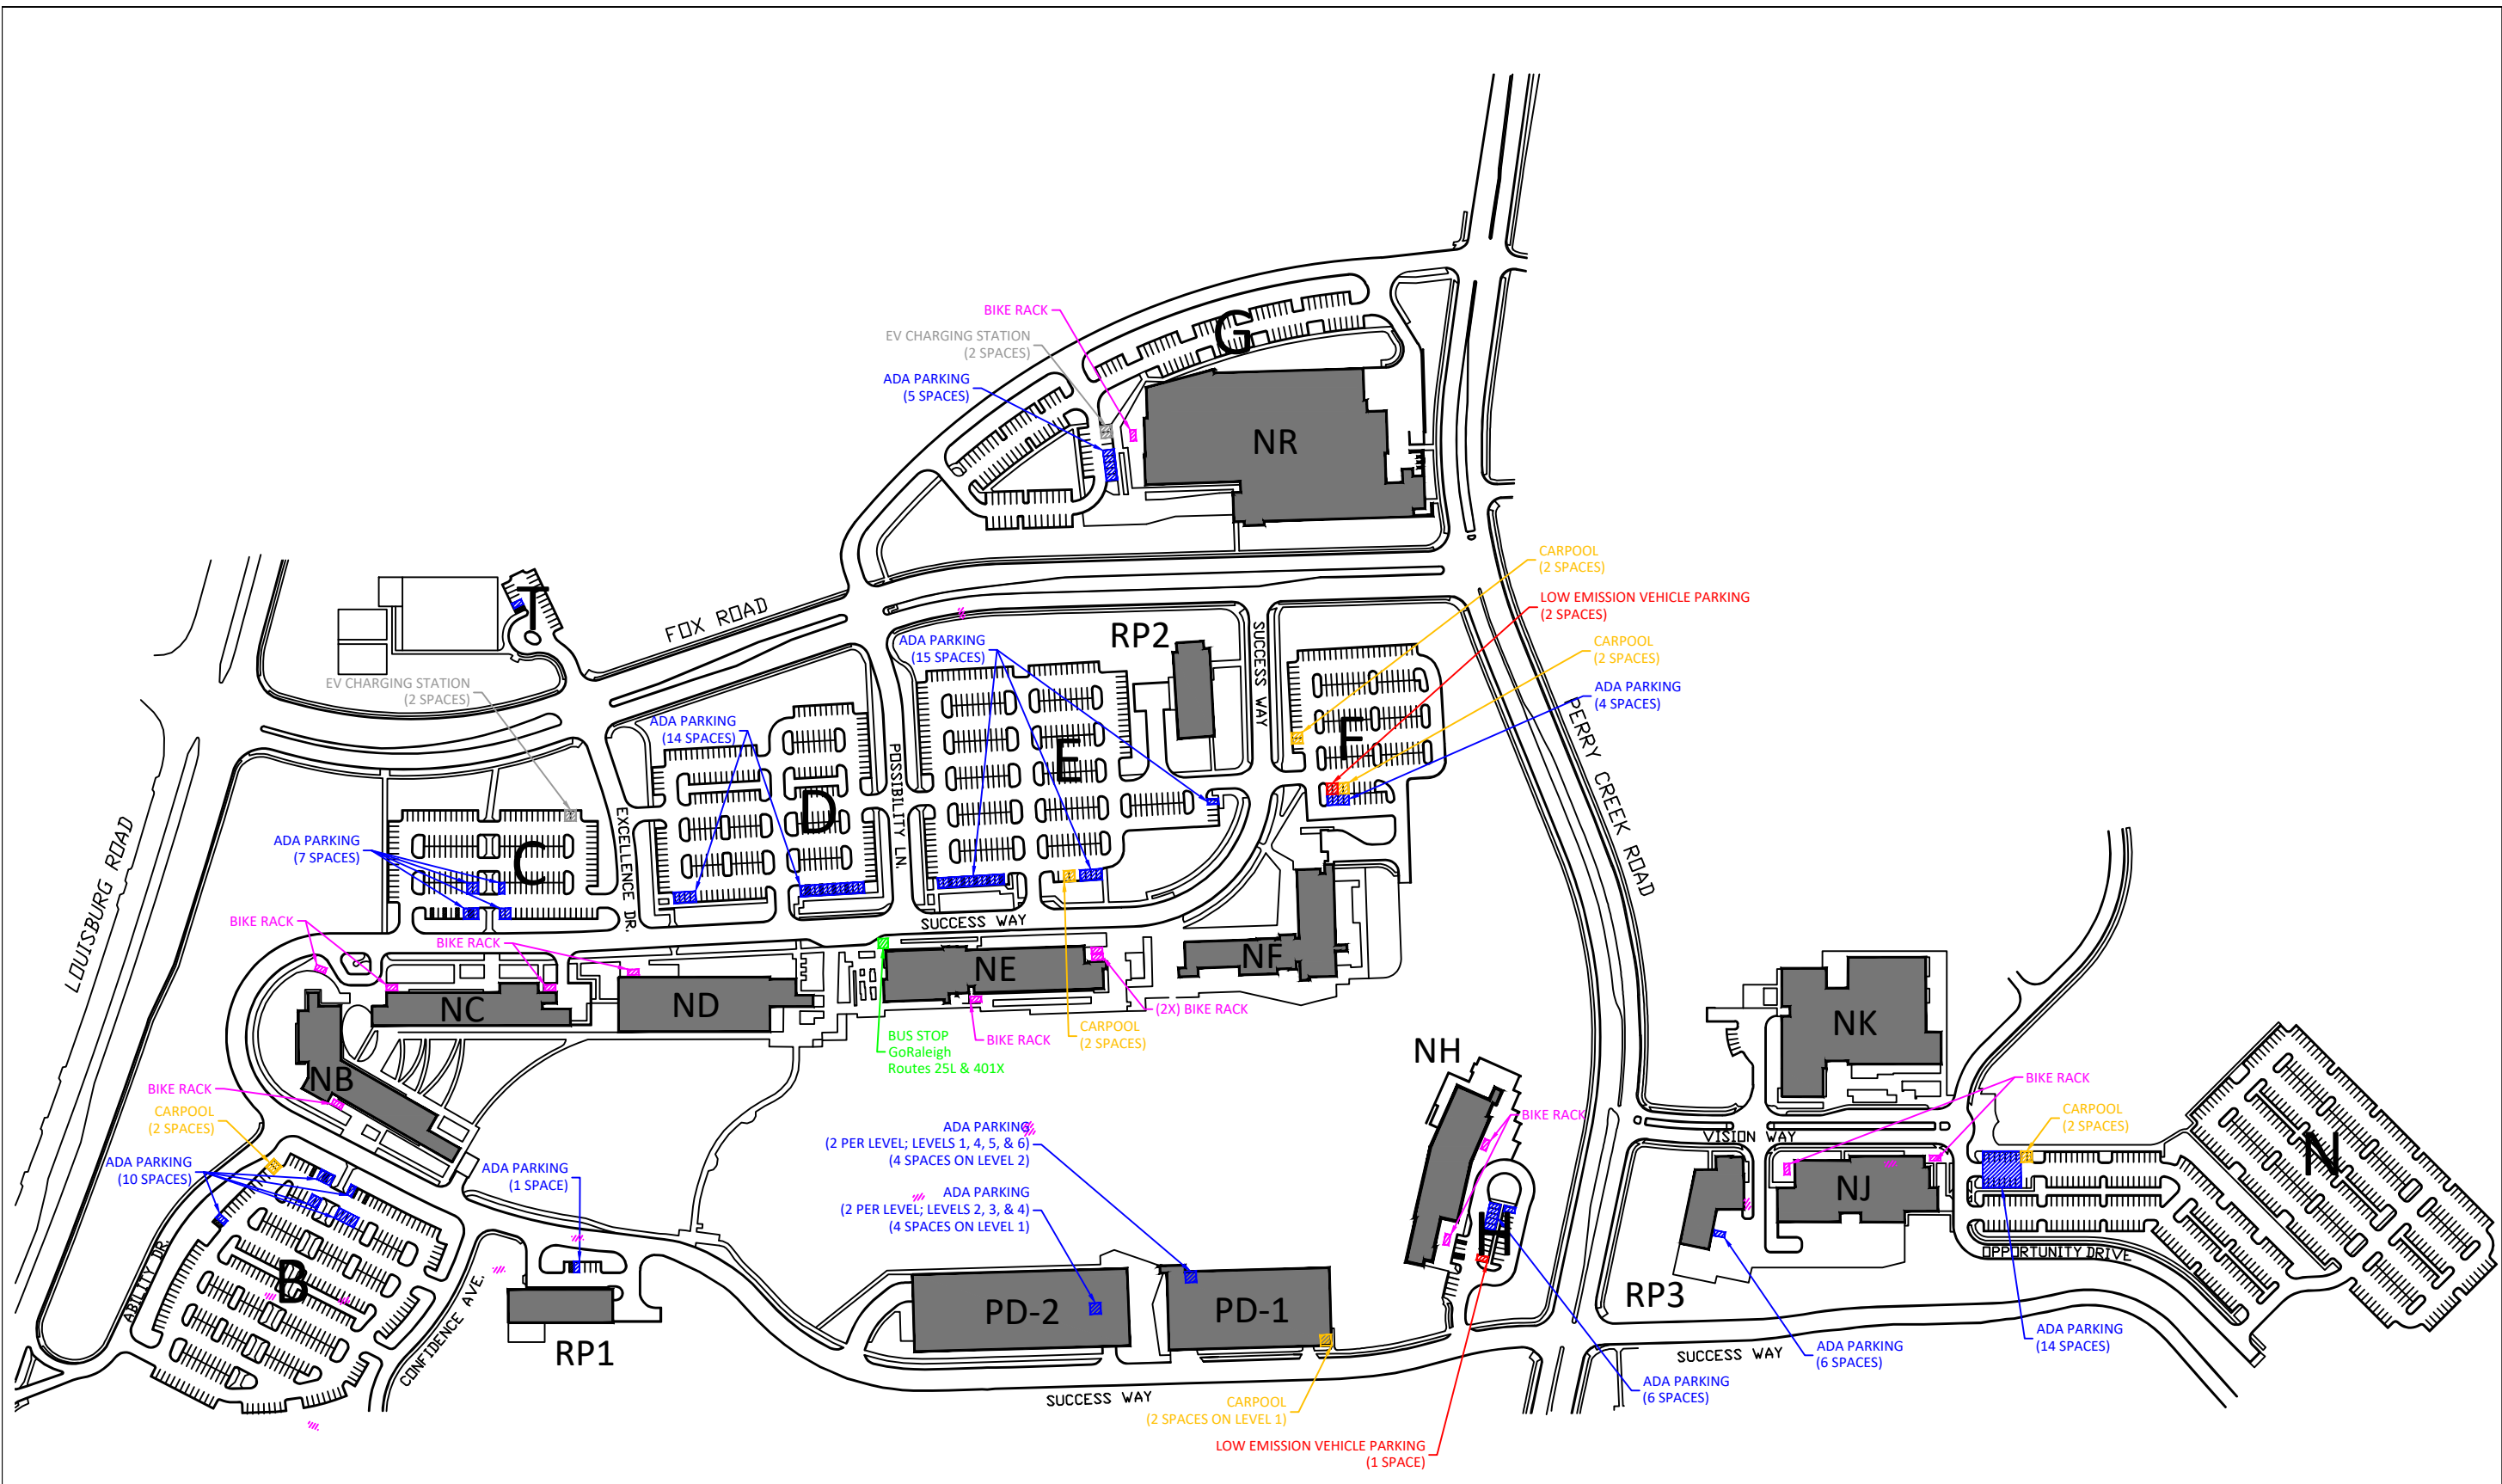 BIKE RACK
EV CHARGING STATION
(2 SPACES)
ADA PARKING
(5 SPACES)
G
NR
CARPOOL
(2 SPACES)
LOW EMISSION VEHICLE PARKING
(2 SPACES)
CARPOOL
(2 SPACES)
ADA PARKING
(4 SPACES)
T
FOX ROAD
RP2
SUCCESS WAY
ADA PARKING
(15 SPACES)
EV CHARGING STATION
(2 SPACES)
ADA PARKING
(14 SPACES)
POSSIBILITY LN.
E
F
PERRY CREEK ROAD
D
EXCELLENCE DR.
C
ADA PARKING
(7 SPACES)
LOUISBURG ROAD
BIKE RACK
BIKE RACK
SUCCESS WAY
NE
NF
NC
ND
(2X) BIKE RACK
BIKE RACK
CARPOOL
(2 SPACES)
BUS STOP
GoRaleigh
Routes 25L & 401X
NK
NH
NB
BIKE RACK
CARPOOL
(2 SPACES)
ADA PARKING
(10 SPACES)
ADA PARKING
(1 SPACE)
ADA PARKING
(2 PER LEVEL; LEVELS 1, 4, 5, & 6)
(4 SPACES ON LEVEL 2)
ADA PARKING
(2 PER LEVEL; LEVELS 2, 3, & 4)
(4 SPACES ON LEVEL 1)
BIKE RACK
BIKE RACK
CARPOOL
(2 SPACES)
VISION WAY
N
NJ
H
OPPORTUNITY DRIVE
ABILITY DR.
B
CONFIDENCE AVE.
RP1
PD-2
PD-1
RP3
SUCCESS WAY
ADA PARKING
(6 SPACES)
ADA PARKING
(14 SPACES)
ADA PARKING
(6 SPACES)
SUCCESS WAY
CARPOOL
(2 SPACES ON LEVEL 1)
LOW EMISSION VEHICLE PARKING
(1 SPACE)